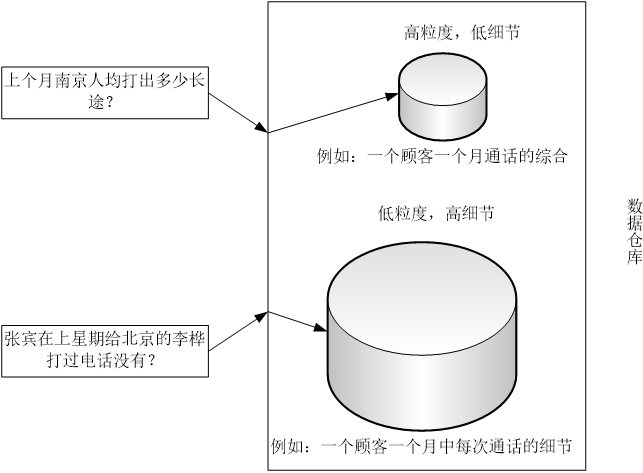 高粒度，低细节
上个月南京人均打出多少长
途？
例如：一个顾客一个月通话的综合
低粒度，高细节
数据仓库
张宾在上星期给北京的李桦
打过电话没有？
例如：一个顾客一个月中每次通话的细节